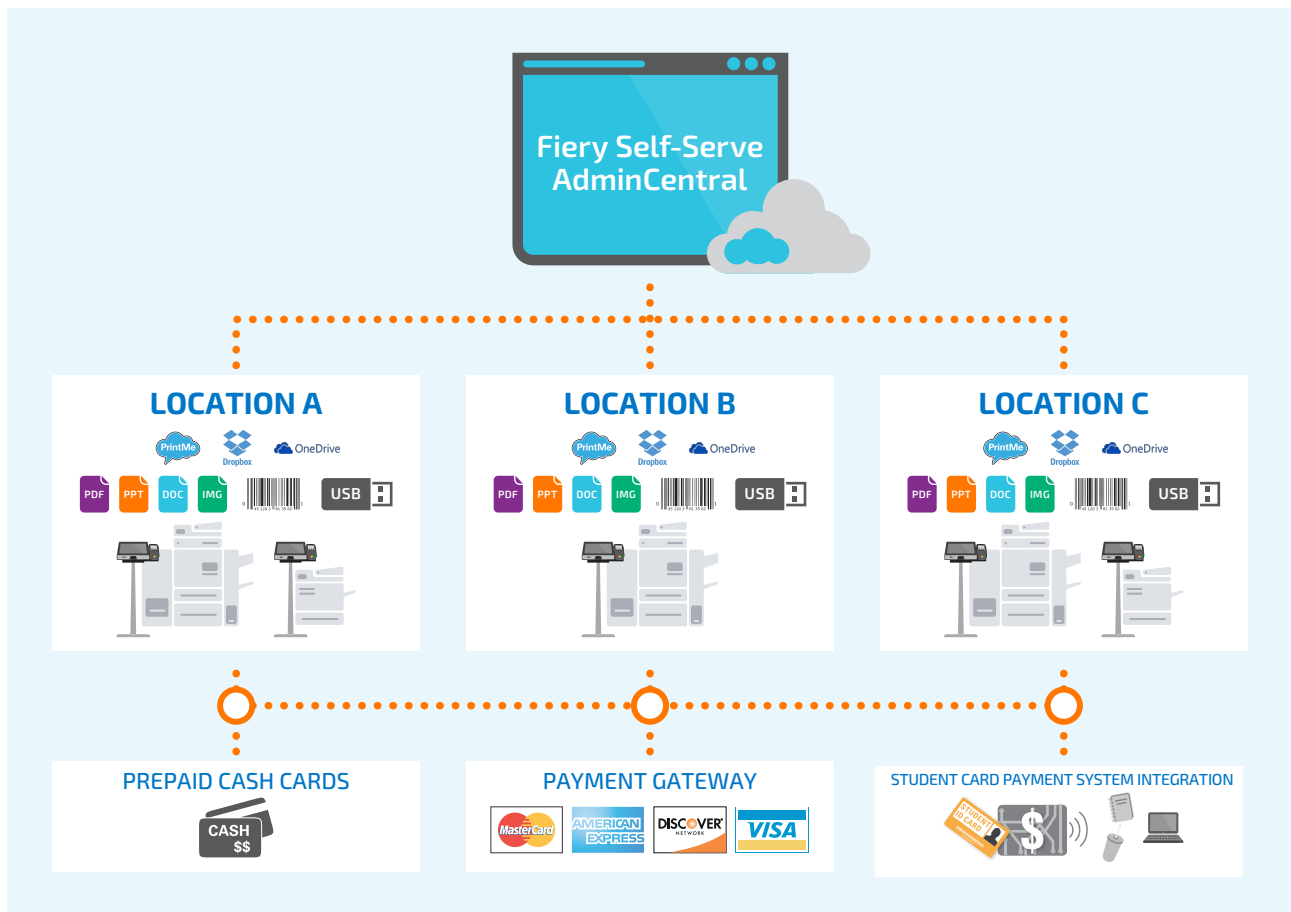 Fiery Self-Serve
AdminCentral
LOCATION A
PrintMe
Dropbox
OneDrive
PDF
PPT
DOC
IMG
USB
LOCATION B
PrintMe
Dropbox
OneDrive
PDF
PPT
DOC
IMG
USB
LOCATION C
PrintMe
Dropbox
OneDrive
PDF
PPT
DOC
IMG
USB
PREPAID CASH CARDS
CASH
$$
PAYMENT GATEWAY
MasterCard
AMERICAN
EXPRESS
DISCOVER
NETWORK
VISA
STUDENT CARD PAYMENT SYSTEM INTEGRATION
STUDENT
ID CARD
$